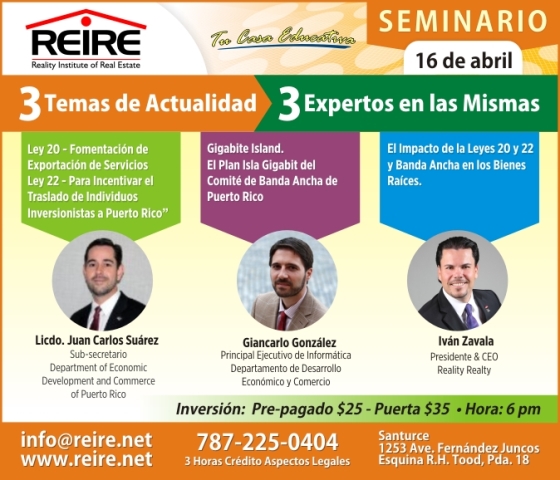 REIRE
Reality Institute of Real Estate
Tu Casa Educativa
SEMINARIO
16 de abril
3 Temas de Actualidad
3 Expertos en las Mismas
Ley 20 - Fomentación de
Exportación de Servicios
Ley 22 - Para Incentivar el
Traslado de Individuos
Inversionistas a Puerto Rico”
Gigabite Island.
El Plan Isla Gigabit del
Comité de Banda Ancha de
Puerto Rico
El Impacto de la Leyes 20 y 22
y Banda Ancha en los Bienes
Raíces.
Licdo. Juan Carlos Suárez
Sub-secretario
Department of Economic
Development and Commerce
of Puerto Rico
Giancarlo González
Principal Ejecutivo de Informática
Departamento de Desarrollo
Económico y Comercio
Iván Zavala
Presidente & CEO
Reality Realty
Inversión: Pre-pagado $25 - Puerta $35 • Hora: 6 pm
info@reire.net
www.reire.net
787-225-0404
3 Horas Crédito Aspectos Legales
Santurce
1253 Ave. Fernández Juncos
Esquina R.H. Tood, Pda. 18